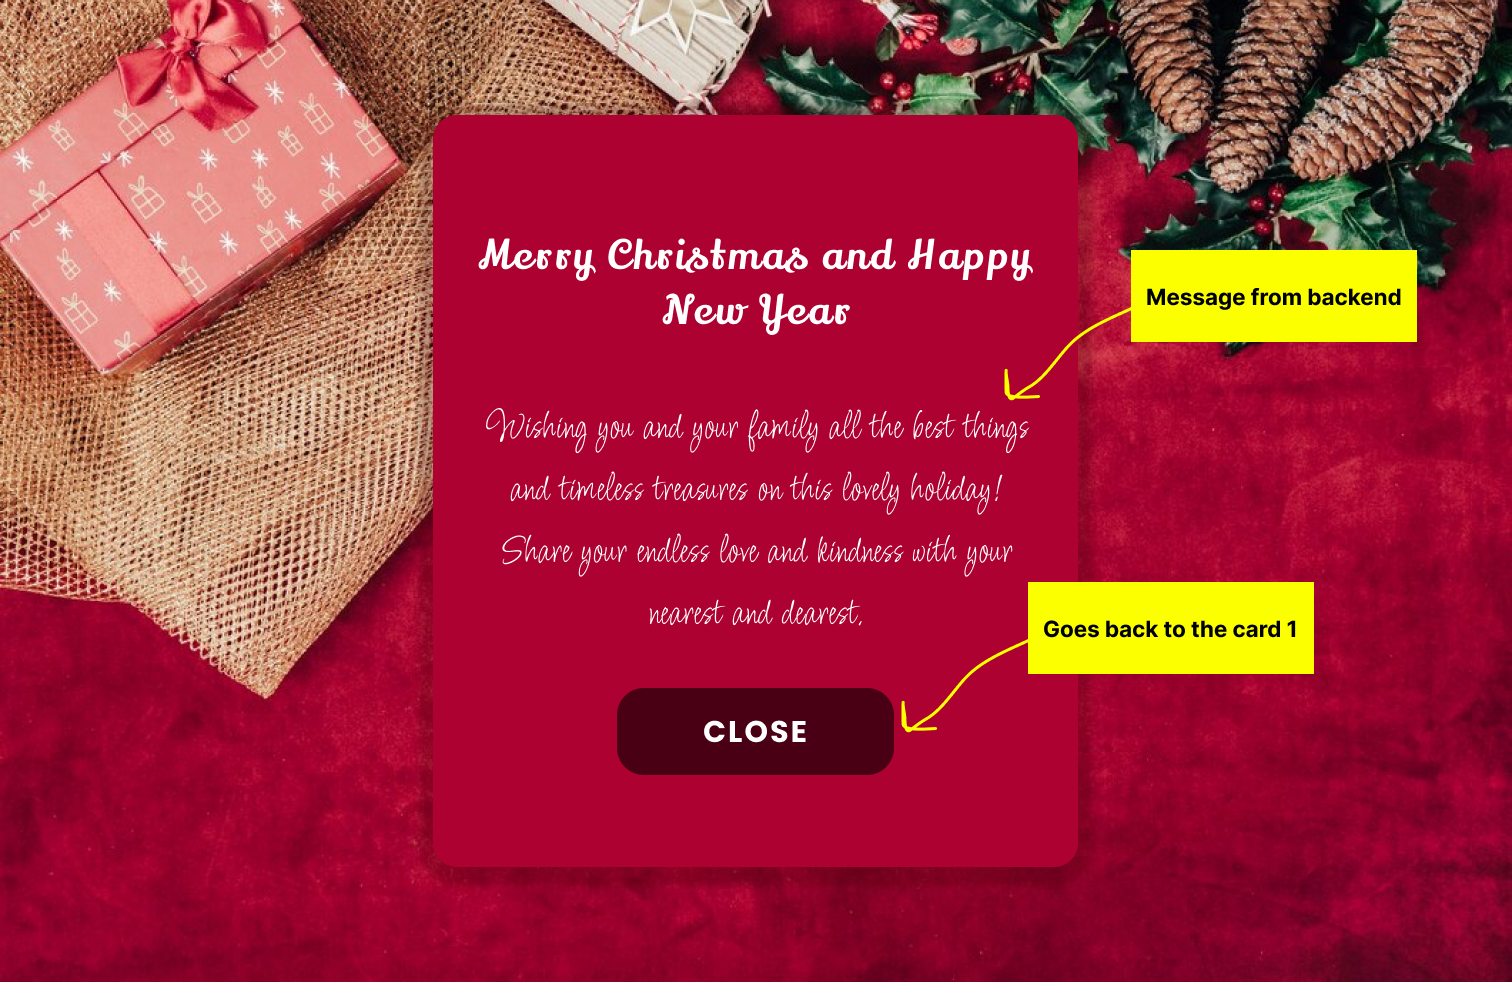 Merry Christmas and Happy
New Year
Message from backend
Wishing you and your family all the best things
and timeless treasures on this lovely holiday!
Share your endless love and kindness with your
nearest and dearest.
Goes back to the card 1
CLOSE